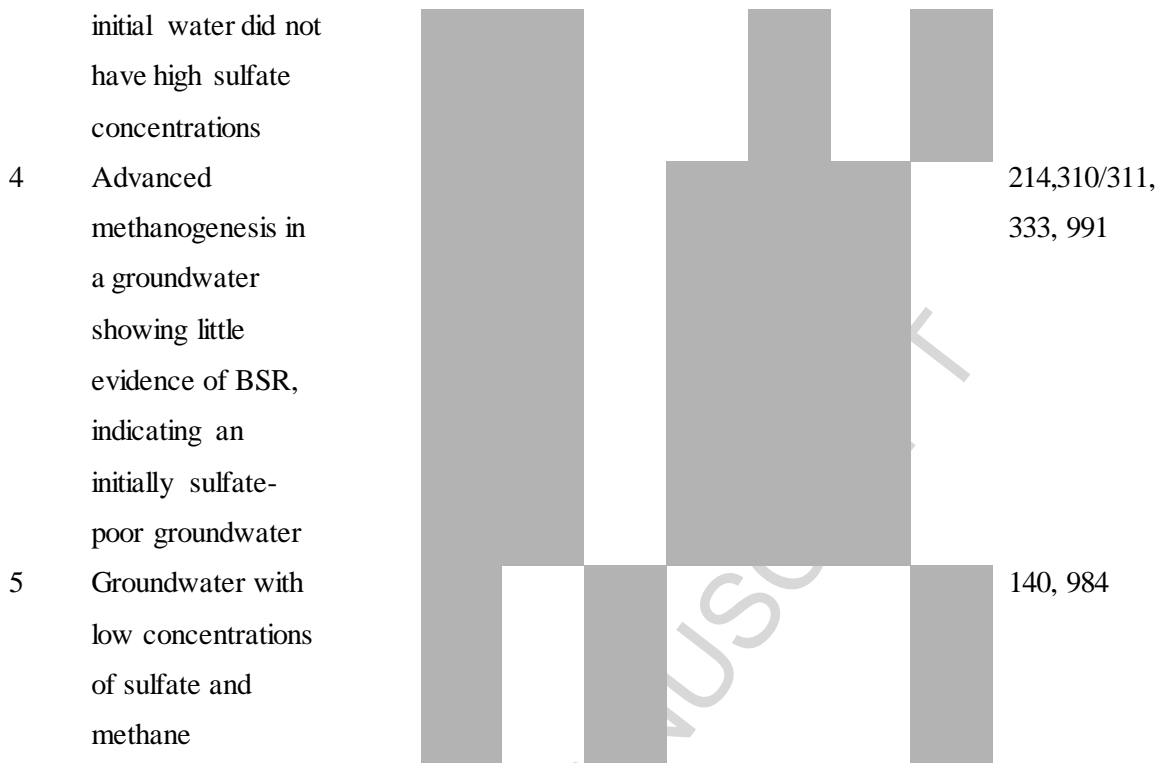 initial water did not
have high sulfate
concentrations
4 Advanced 214,310/311,
methanogenesis in 333, 991
a groundwater
showing little
evidence of BSR,
indicating an
initially sulfate-
poor groundwater
5 Groundwater with 140, 984
low concentrations
of sulfate and
methane